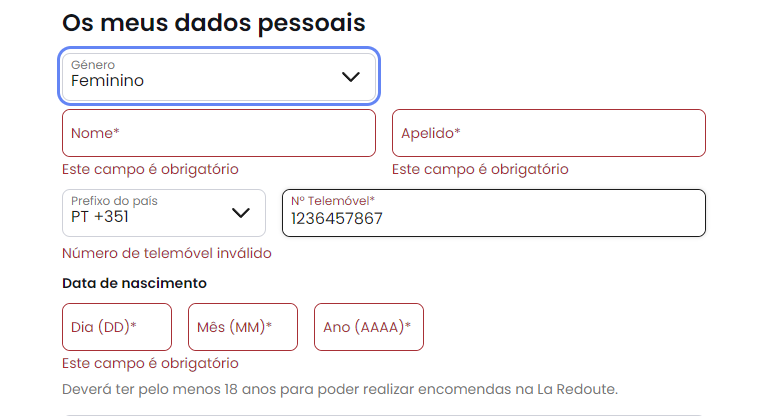 Os meus dados pessoais
Género
Feminino
Nome*
Apelido*
Este campo é obrigatório
Este campo é obrigatório
Prefixo do país
PT +351
Nº Telemóvel*
1236457867
Número de telemóvel inválido
Data de nascimento
Dia (DD)*
Mês (MM)*
Ano (AAAA)*
Este campo é obrigatório
Deverá ter pelo menos 18 anos para poder realizar encomendas na La Redoute.